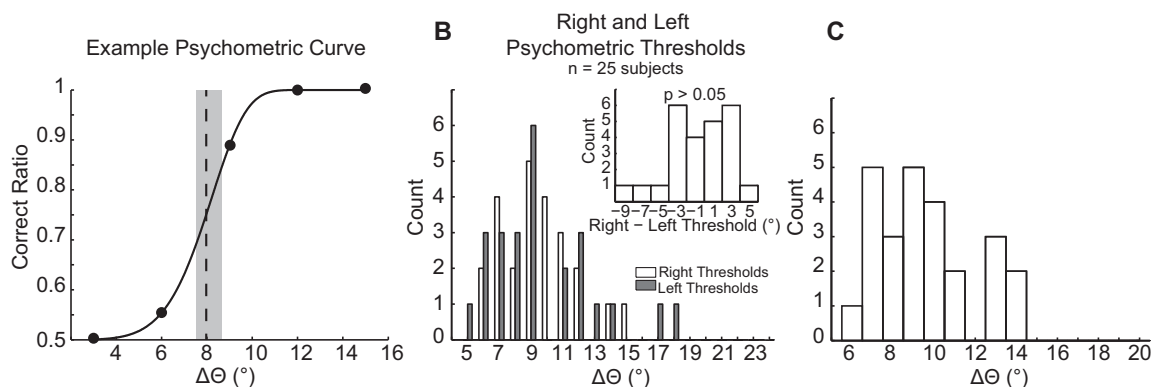 Example Psychometric Curve
Correct Ratio
1
0.9
0.8
0.7
0.6
0.5
4 6 8 10 12 14 16
ΔΘ (°)
B
Right and Left
Psychometric Thresholds
n = 25 subjects
Count
6
5
4
3
2
1
0
5 7 9 11 13 15 17 19 21 23
ΔΘ (°)
p > 0.05
Count
6
5
4
3
2
1
−9 −7 −5 −3 −1 1 3 5
Right − Left Threshold (°)
Right Thresholds
Left Thresholds
C
Count
6
5
4
3
2
1
0
6 8 10 12 14 16 18 20
ΔΘ (°)